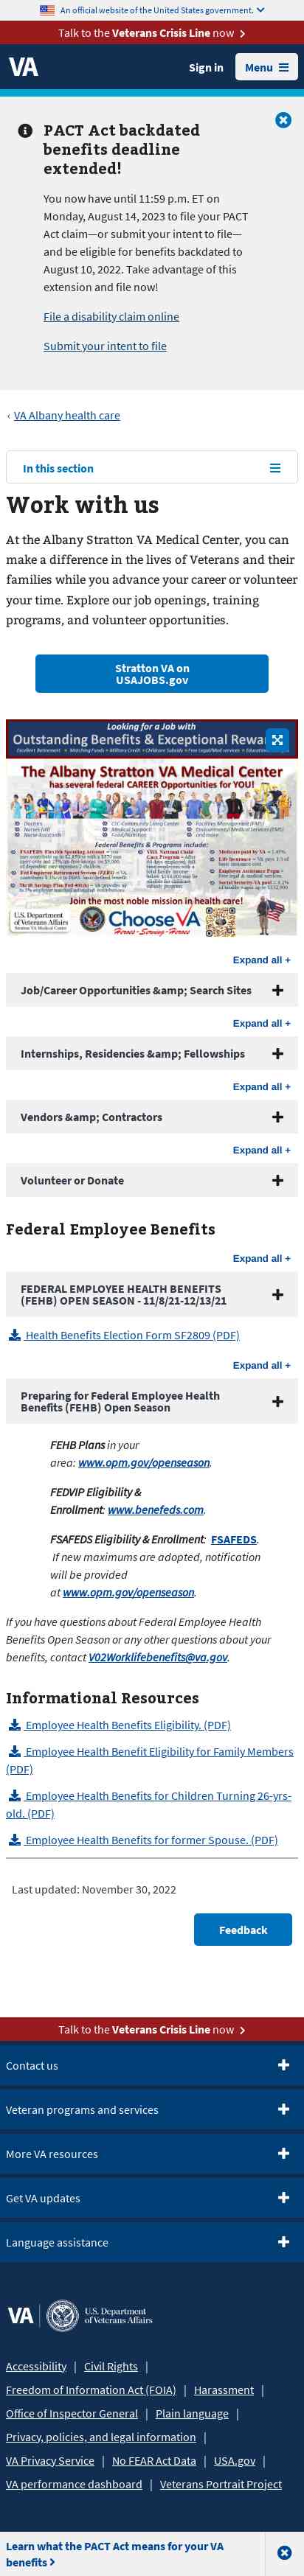 An official website of the United States government.
Talk to the Veterans Crisis Line now
VA
Sign in
Menu
PACT Act backdated
benefits deadline
extended!
You now have until 11:59 p.m. ET on
Monday, August 14, 2023 to file your PACT
Act claim—or submit your intent to file—
and be eligible for benefits backdated to
August 10, 2022. Take advantage of this
extension and file now!
File a disability claim online
Submit your intent to file
‹ VA Albany health care
In this section
Work with us
At the Albany Stratton VA Medical Center, you can
make a difference in the lives of Veterans and their
families while you advance your career or volunteer
your time. Explore our job openings, training
programs, and volunteer opportunities.
Stratton VA on
USAJOBS.gov
Looking for a Job with
Outstanding Benefits & Exceptional
The Albany Stratton VA Medical Center
has several federal CAREER Opportunities for YOU!
Federal Benefits & Programs include:
Join the most noble mission in health care!
U.S. Department
of Veterans Affairs
ChooseVA
Expand all +
Job/Career Opportunities &amp; Search Sites
Expand all +
Internships, Residencies &amp; Fellowships
Expand all +
Vendors &amp; Contractors
Expand all +
Volunteer or Donate
Federal Employee Benefits
Expand all +
FEDERAL EMPLOYEE HEALTH BENEFITS
(FEHB) OPEN SEASON - 11/8/21-12/13/21
Health Benefits Election Form SF2809 (PDF)
Expand all +
Preparing for Federal Employee Health
Benefits (FEHB) Open Season
FEHB Plans in your
area: www.opm.gov/openseason.
FEDVIP Eligibility &
Enrollment: www.benefeds.com.
FSAFEDS Eligibility & Enrollment: FSAFEDS.
If new maximums are adopted, notification
will be provided
at www.opm.gov/openseason.
If you have questions about Federal Employee Health
Benefits Open Season or any other questions about your
benefits, contact V02Worklifebenefits@va.gov.
Informational Resources
Employee Health Benefits Eligibility. (PDF)
Employee Health Benefit Eligibility for Family Members
(PDF)
Employee Health Benefits for Children Turning 26-yrs-
old. (PDF)
Employee Health Benefits for former Spouse. (PDF)
Last updated: November 30, 2022
Feedback
Talk to the Veterans Crisis Line now
Contact us
Veteran programs and services
More VA resources
Get VA updates
Language assistance
VA
U.S. Department
of Veterans Affairs
Accessibility | Civil Rights |
Freedom of Information Act (FOIA) | Harassment |
Office of Inspector General | Plain language |
Privacy, policies, and legal information |
VA Privacy Service | No FEAR Act Data | USA.gov |
VA performance dashboard | Veterans Portrait Project
Learn what the PACT Act means for your VA
benefits